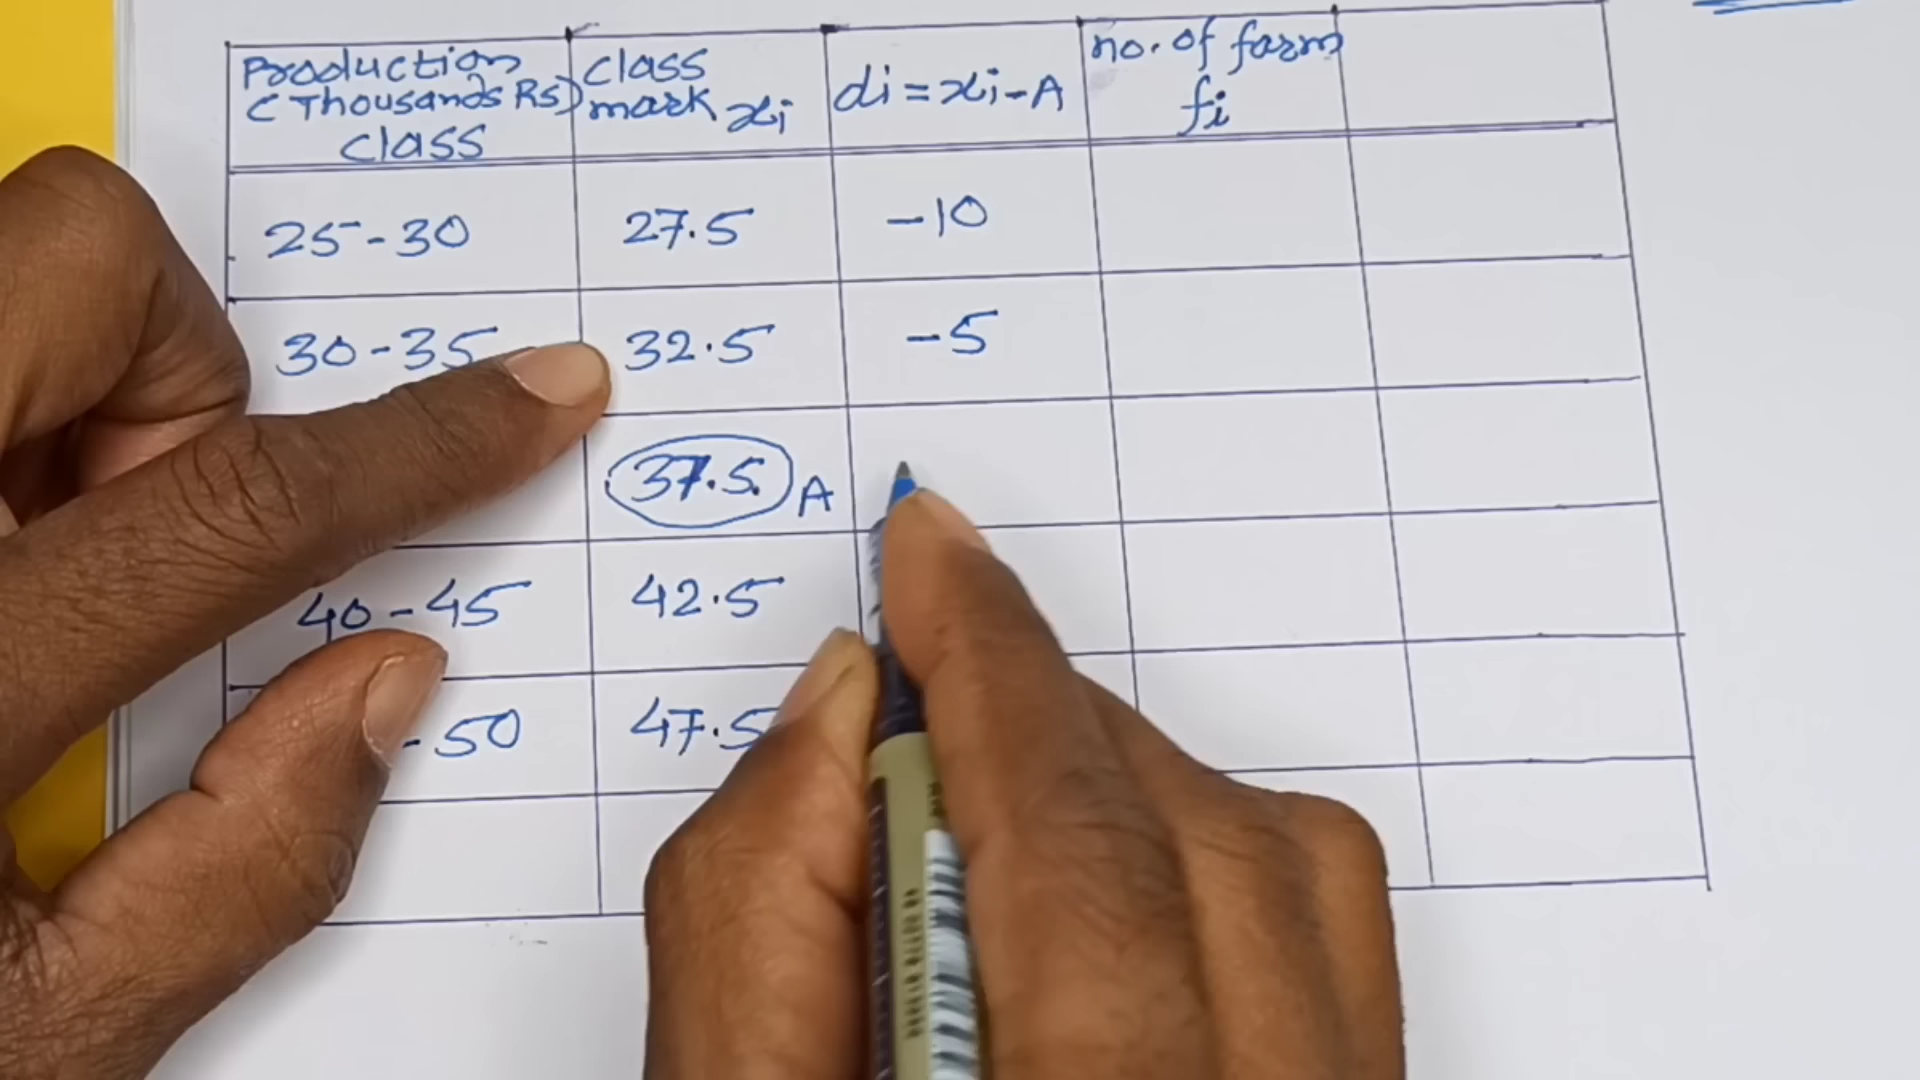 Production
(Thousands Rs)
class
class
mark xi
di = xi - A
no. of farm
fi
25-30 27.5 -10
30-35 32.5 -5
37.5 A
40-45 42.5
-50 47.5